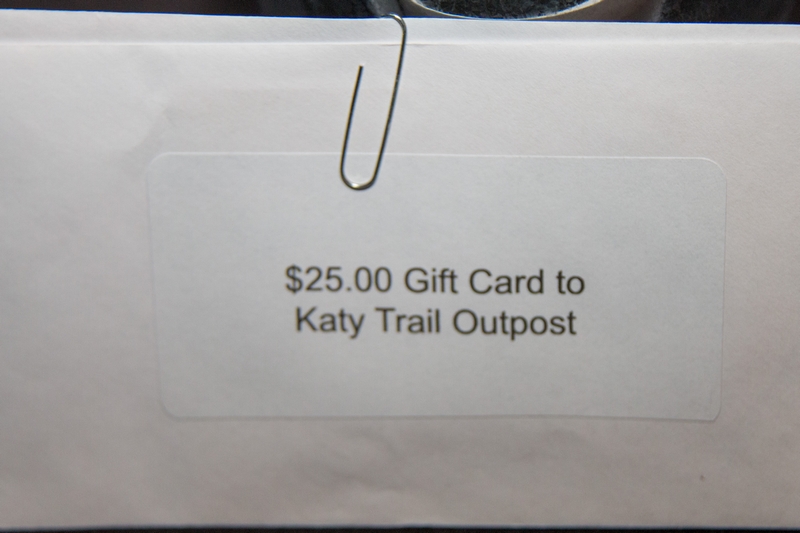 $25.00 Gift Card to
Katy Trail Outpost